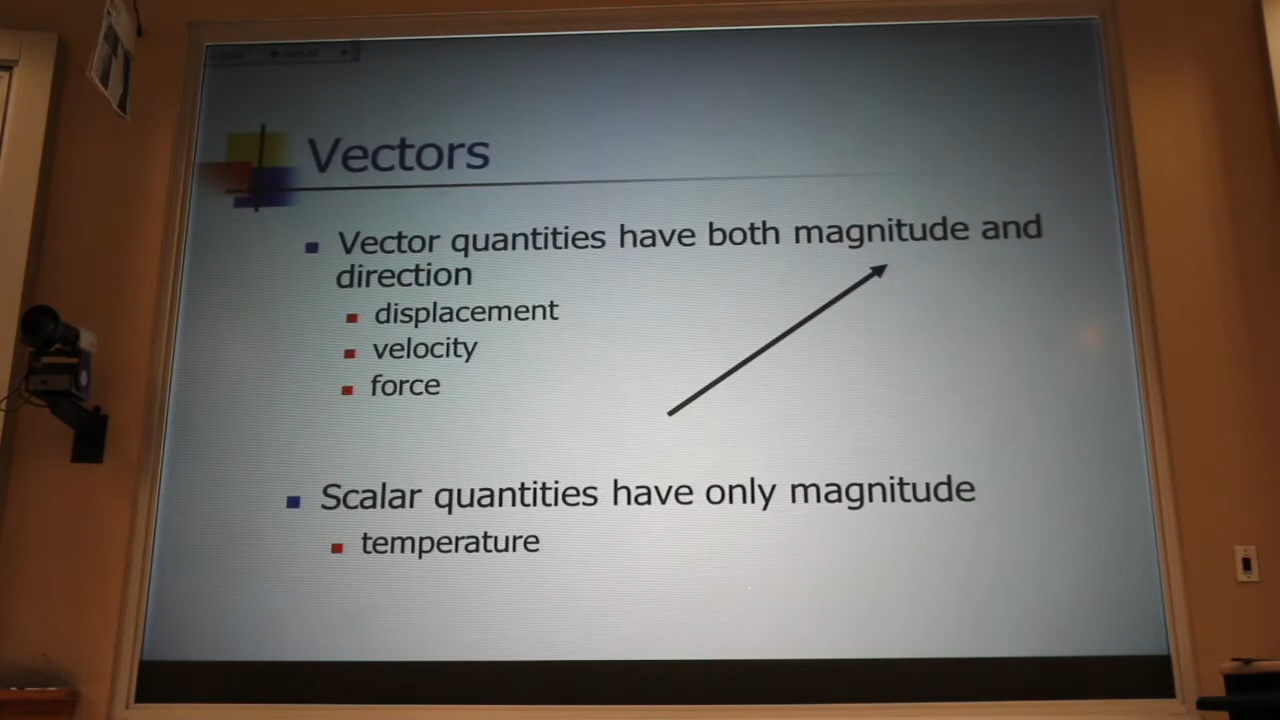 Vectors
Vector quantities have both magnitude and
direction
displacement
velocity
force
Scalar quantities have only magnitude
temperature